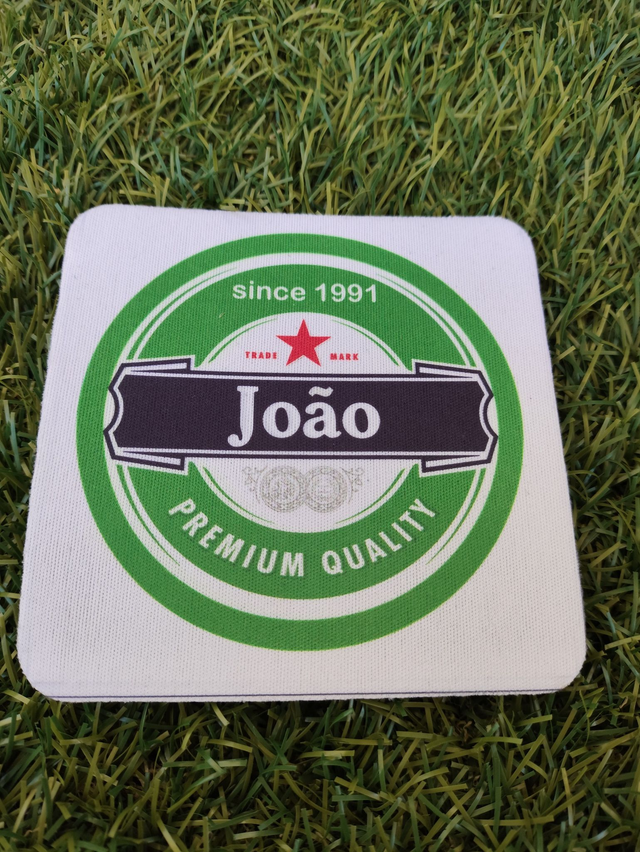 since 1991
TRADE MARK
João
PREMIUM QUALITY